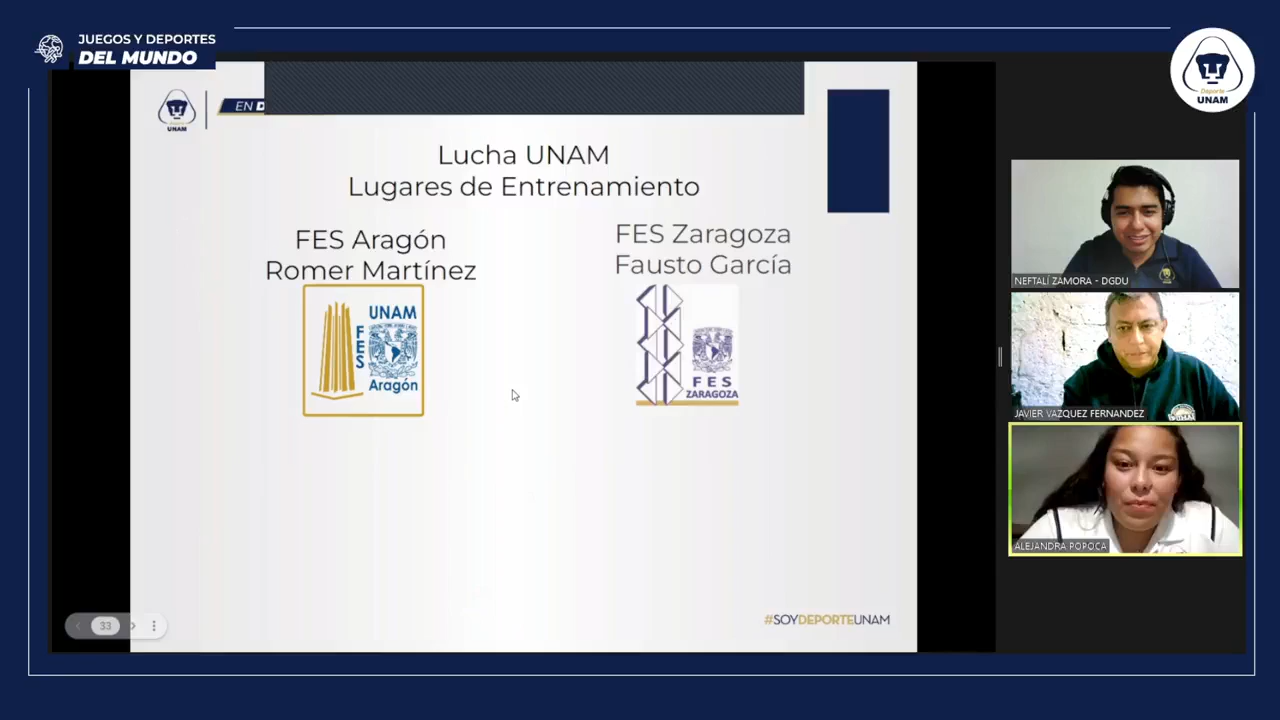 JUEGOS Y DEPORTES
DEL MUNDO
Deporte
UNAM
UNAM
EN D
Lucha UNAM
Lugares de Entrenamiento
FES Aragón
Romer Martínez
UNAM
FES
Aragón
FES Zaragoza
Fausto García
FES
ZARAGOZA
#SOYDEPORTEUNAM
33
NEFTALÍ ZAMORA - DGDU
JAVIER VAZQUEZ FERNANDEZ
ALEJANDRA POPOCA